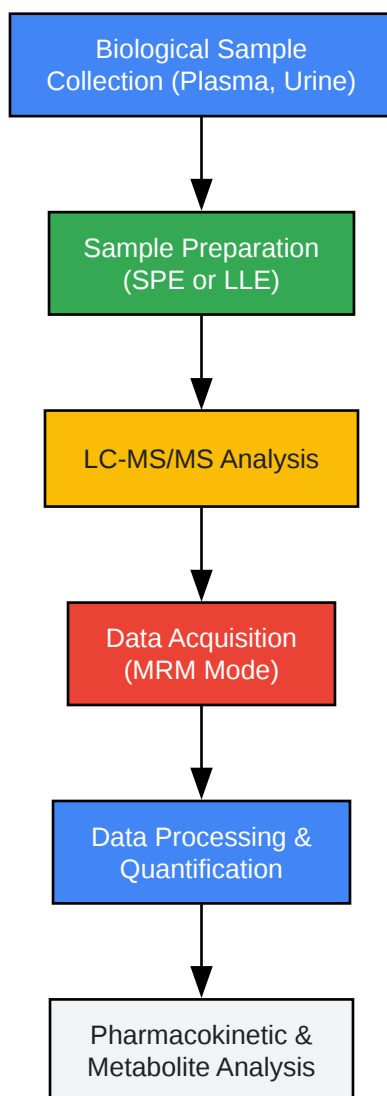 Biological Sample
Collection (Plasma, Urine)
Sample Preparation
(SPE or LLE)
LC-MS/MS Analysis
Data Acquisition
(MRM Mode)
Data Processing &
Quantification
Pharmacokinetic &
Metabolite Analysis